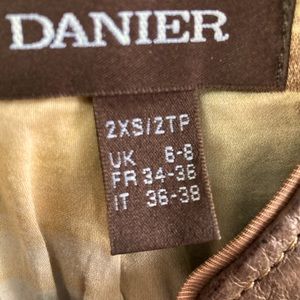 DANIER
2XS/2TP
UK 6-8
FR 34-36
IT 36-38